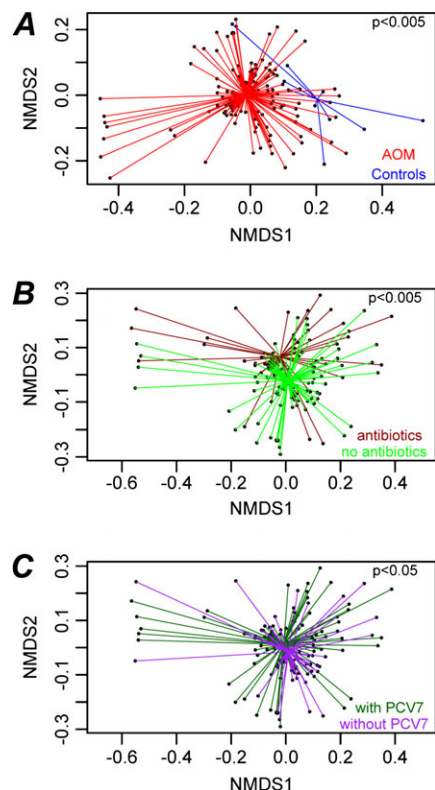 A
p<0.005
NMDS2
0.2
0.0
-0.2
AOM
Controls
-0.4 -0.2 0.0 0.2 0.4
NMDS1
B
p<0.005
NMDS2
0.3
0.1
-0.1
-0.3
antibiotics
no antibiotics
-0.6 -0.4 -0.2 0.0 0.2 0.4
NMDS1
C
p<0.05
NMDS2
0.3
0.1
-0.1
-0.3
with PCV7
without PCV7
-0.6 -0.4 -0.2 0.0 0.2 0.4
NMDS1